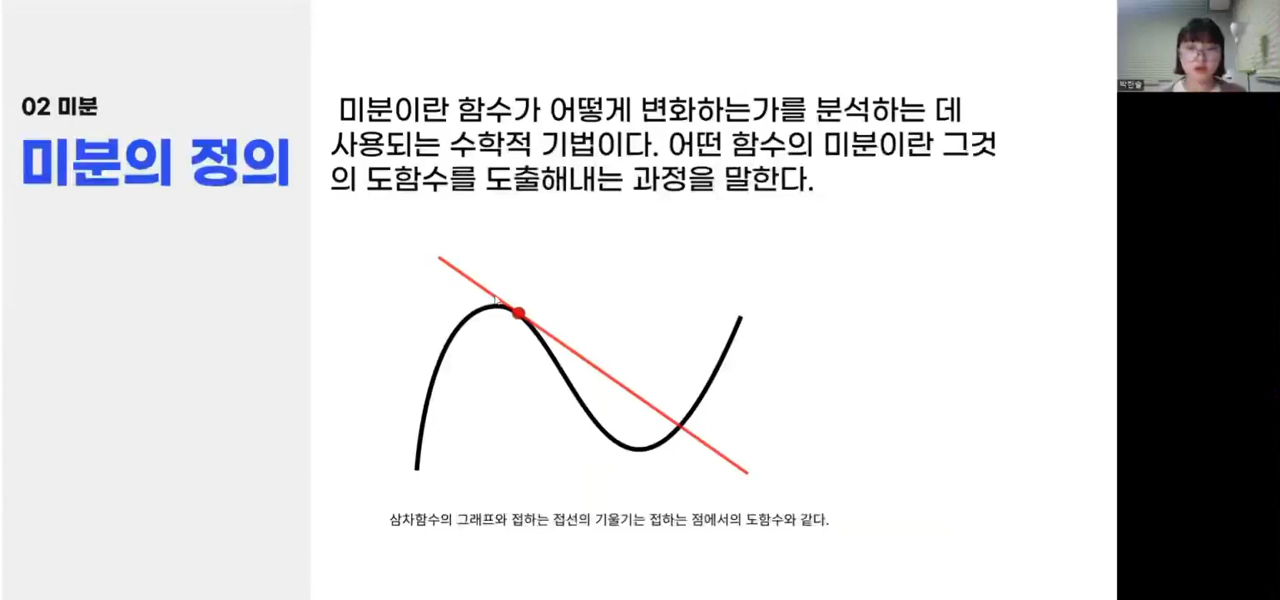 02 미분
미분의 정의
미분이란 함수가 어떻게 변화하는가를 분석하는 데
사용되는 수학적 기법이다. 어떤 함수의 미분이란 그것
의 도함수를 도출해내는 과정을 말한다.
삼차함수의 그래프와 접하는 접선의 기울기는 접하는 점에서의 도함수와 같다.